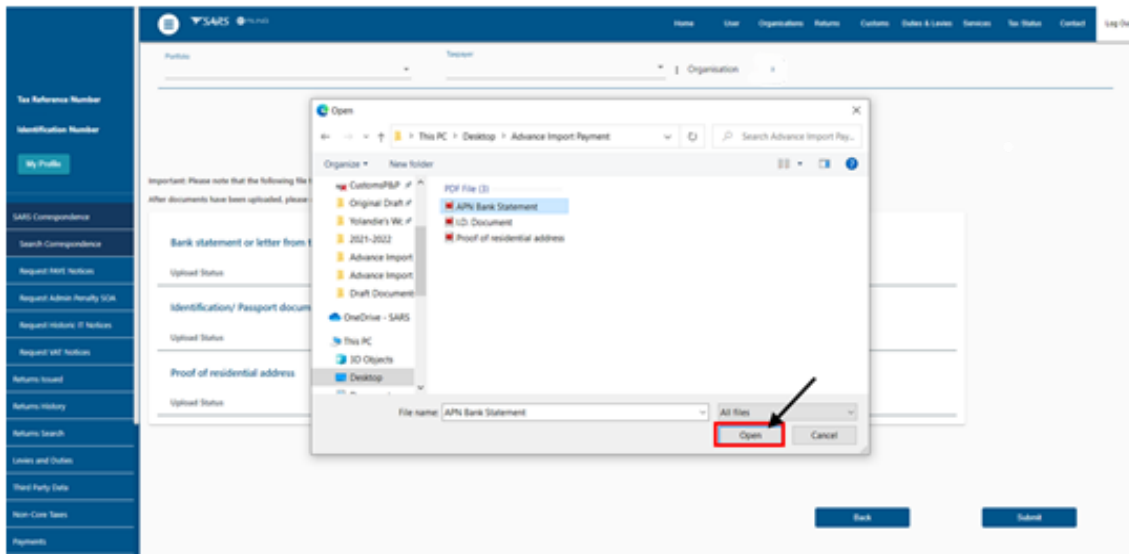 SARS eFILING
Home User Organisations Returns Customs Duties & Levies Services Tax Status Contact Log Ou
Portfolio
Taxpayer
Organisation
Tax Reference Number
Identification Number
My Profile
SARS Correspondence
Search Correspondence
Request PAYE Notices
Request Admin Penalty SOA
Request Historic IT Notices
Request VAT Notices
Returns Issued
Returns History
Returns Search
Levies and Duties
Third Party Data
Non-Core Taxes
Payments
Important: Please note that the following file
After documents have been uploaded, please
Bank statement or letter from
Upload Status
Identification/ Passport docum
Upload Status
Proof of residential address
Upload Status
Open
This PC > Desktop > Advance Import Payment
Search Advance Import Pay...
Organize New folder
CustomsP&P
Original Draft
Yolandie's
2021-2022
Advance Import
Advance Import
Draft Document
OneDrive - SARS
This PC
3D Objects
Desktop
PDF File (3)
APN Bank Statement
I.D. Document
Proof of residential address
File name: APN Bank Statement
All files
Open Cancel
Back Submit